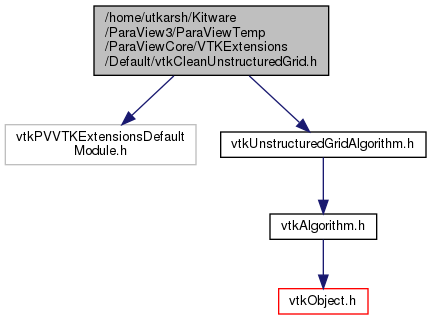 /home/utkarsh/Kitware
/ParaView3/ParaViewTemp
/ParaViewCore/VTKExtensions
/Default/vtkCleanUnstructuredGrid.h
vtkPVVTKExtensionsDefault
Module.h
vtkUnstructuredGridAlgorithm.h
vtkAlgorithm.h
vtkObject.h